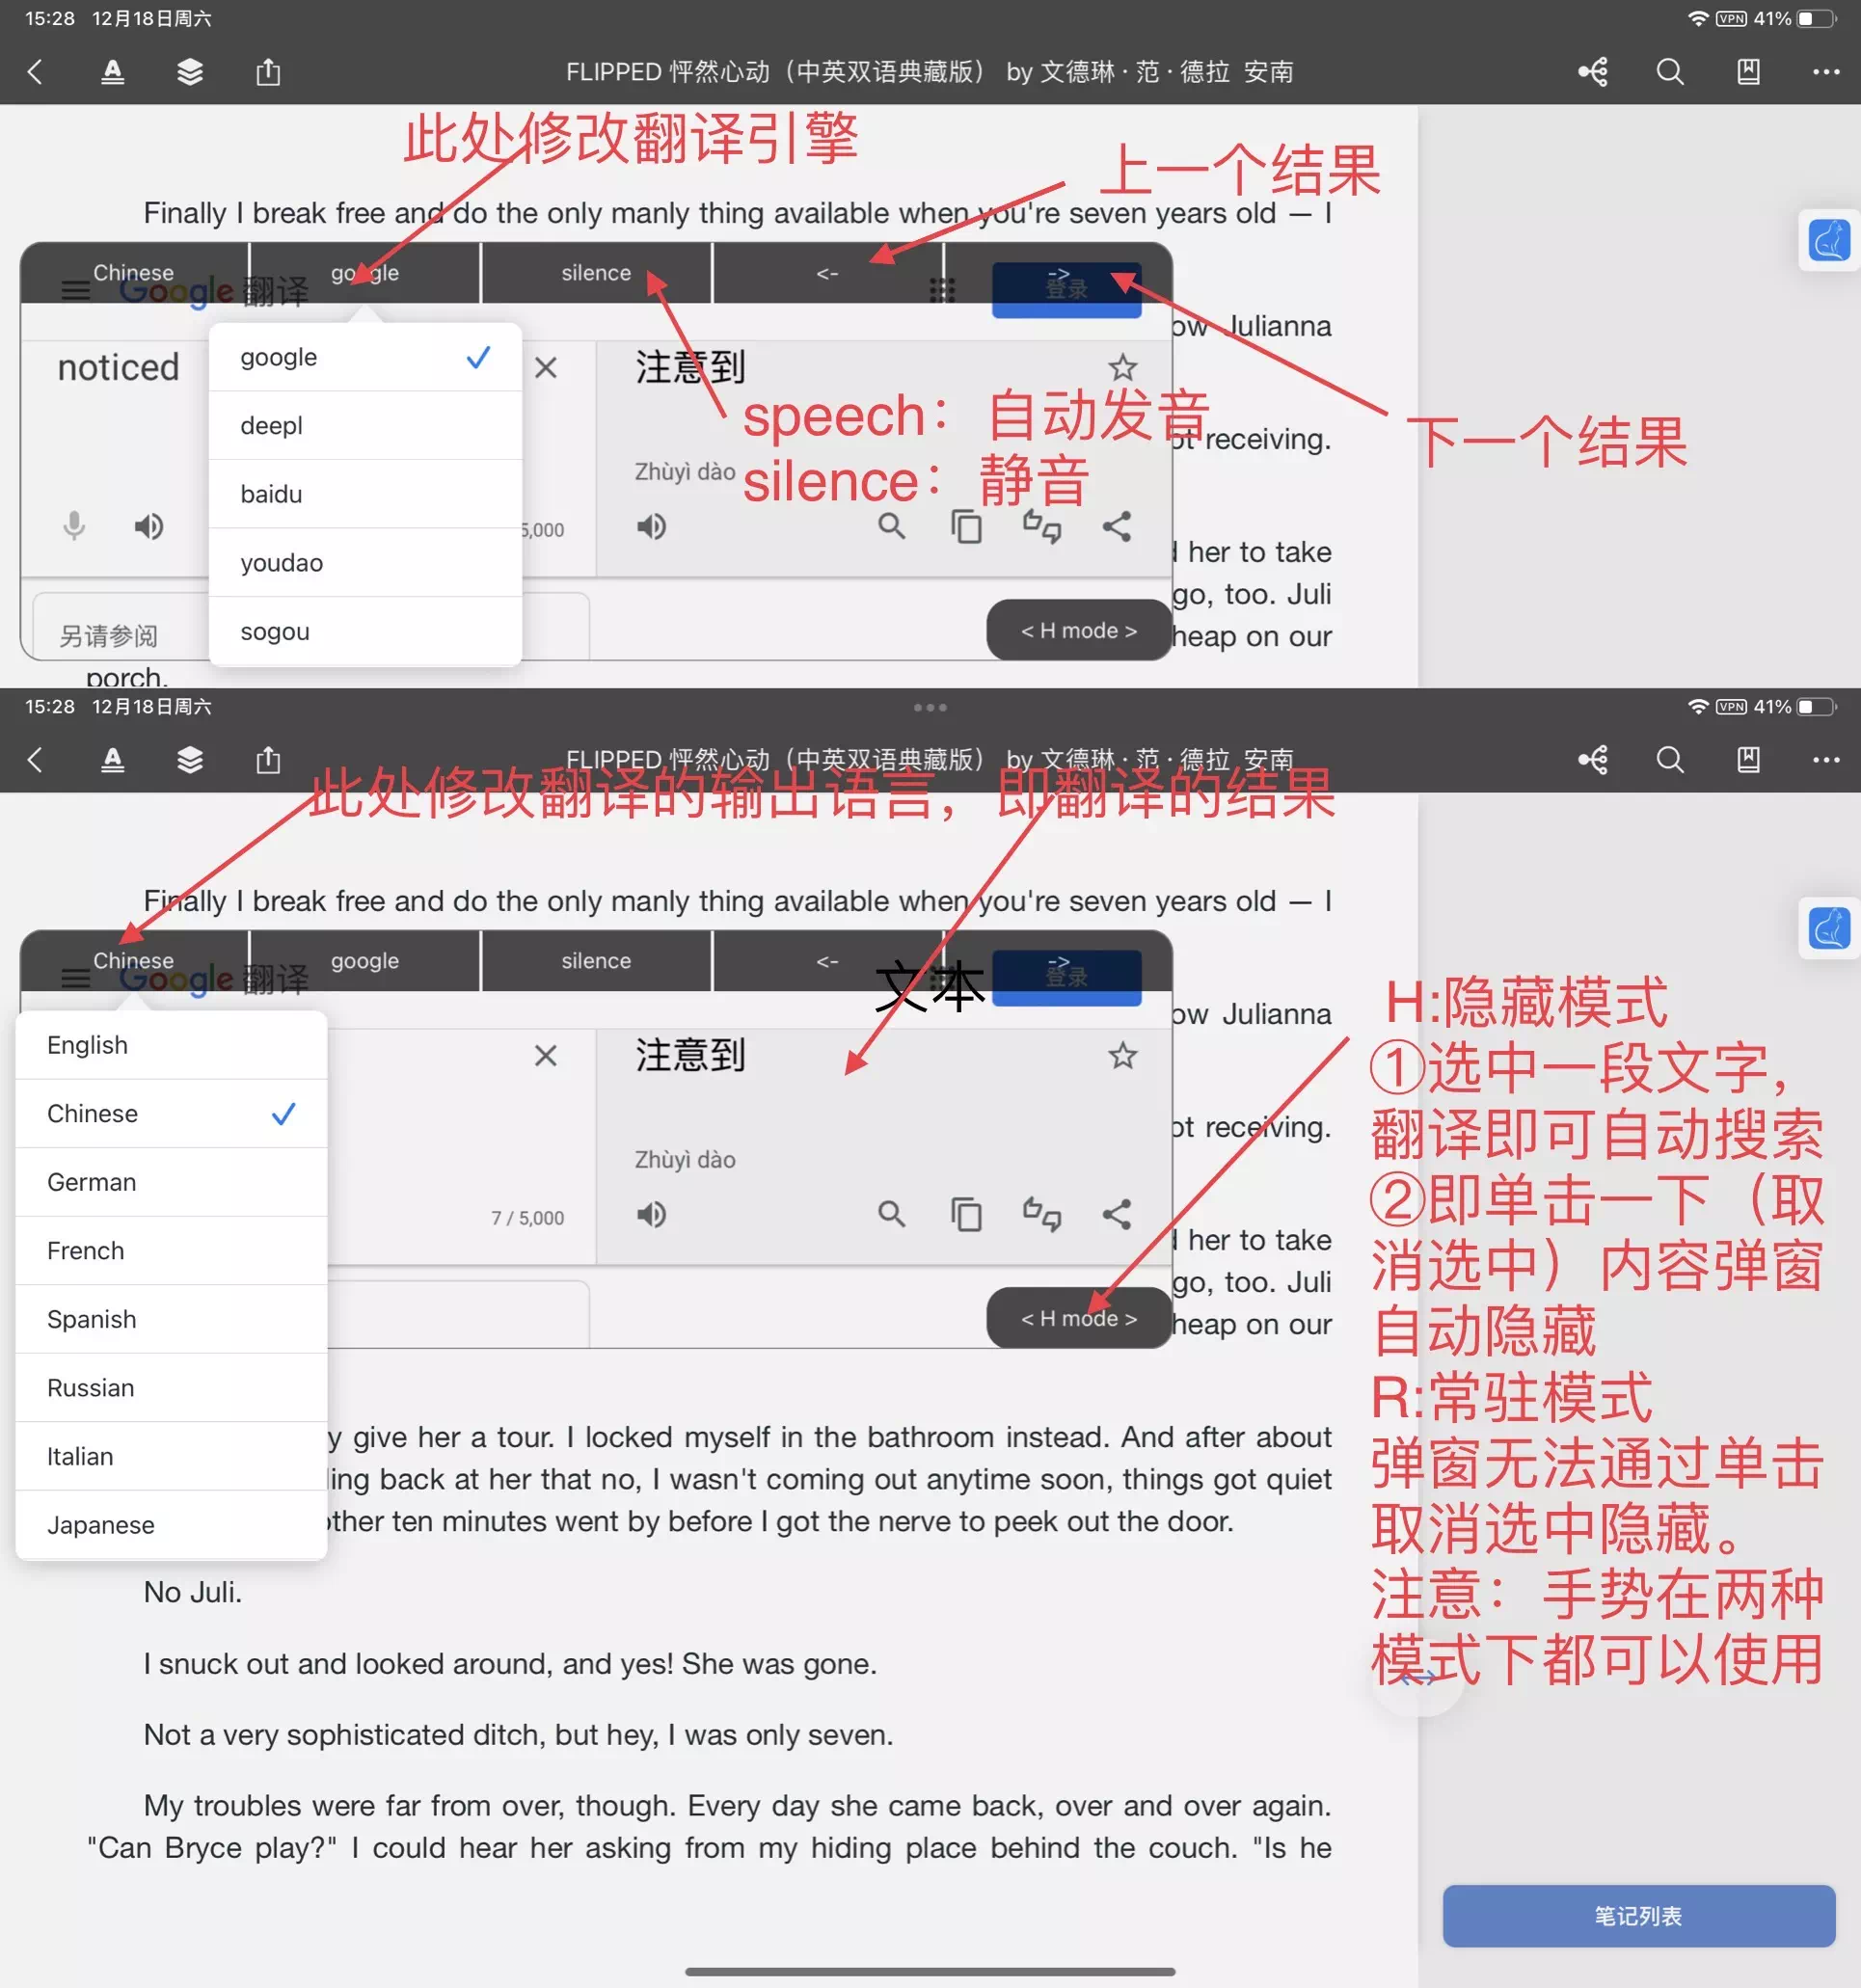 15:28 12月18日周六
VPN 41%
FLIPPED 怦然心动（中英双语典藏版） by 文德琳 · 范 · 德拉 安南
此处修改翻译引擎
上一个结果
Finally I break free and do the only manly thing available when you're seven years old — I
Chinese google silence <- ->
Google 翻译 登录
ow Julianna
noticed
google
注意到
deepl
speech：自动发音
ot receiving.
下一个结果
Zhùyì dào
silence：静音
baidu
5,000
youdao
d her to take
go, too. Juli
另请参阅
sogou
< H mode >
heap on our
porch.
15:28 12月18日周六
VPN 41%
FLIPPED 怦然心动（中英双语典藏版） by 文德琳 · 范 · 德拉 安南
此处修改翻译的输出语言，即翻译的结果
Finally I break free and do the only manly thing available when you're seven years old — I
Chinese google silence <- ->
Google 翻译 文本 登录
ow Julianna
English
注意到
Chinese
ot receiving.
Zhùyì dào
German
7 / 5,000
French
d her to take
go, too. Juli
Spanish
< H mode >
heap on our
Russian
Italian
Japanese
y give her a tour. I locked myself in the bathroom instead. And after about
ling back at her that no, I wasn't coming out anytime soon, things got quiet
other ten minutes went by before I got the nerve to peek out the door.
No Juli.
I snuck out and looked around, and yes! She was gone.
Not a very sophisticated ditch, but hey, I was only seven.
My troubles were far from over, though. Every day she came back, over and over again.
"Can Bryce play?" I could hear her asking from my hiding place behind the couch. "Is he
H:隐藏模式
①选中一段文字，
翻译即可自动搜索
②即单击一下（取
消选中）内容弹窗
自动隐藏
R:常驻模式
弹窗无法通过单击
取消选中隐藏。
注意：手势在两种
模式下都可以使用
笔记列表